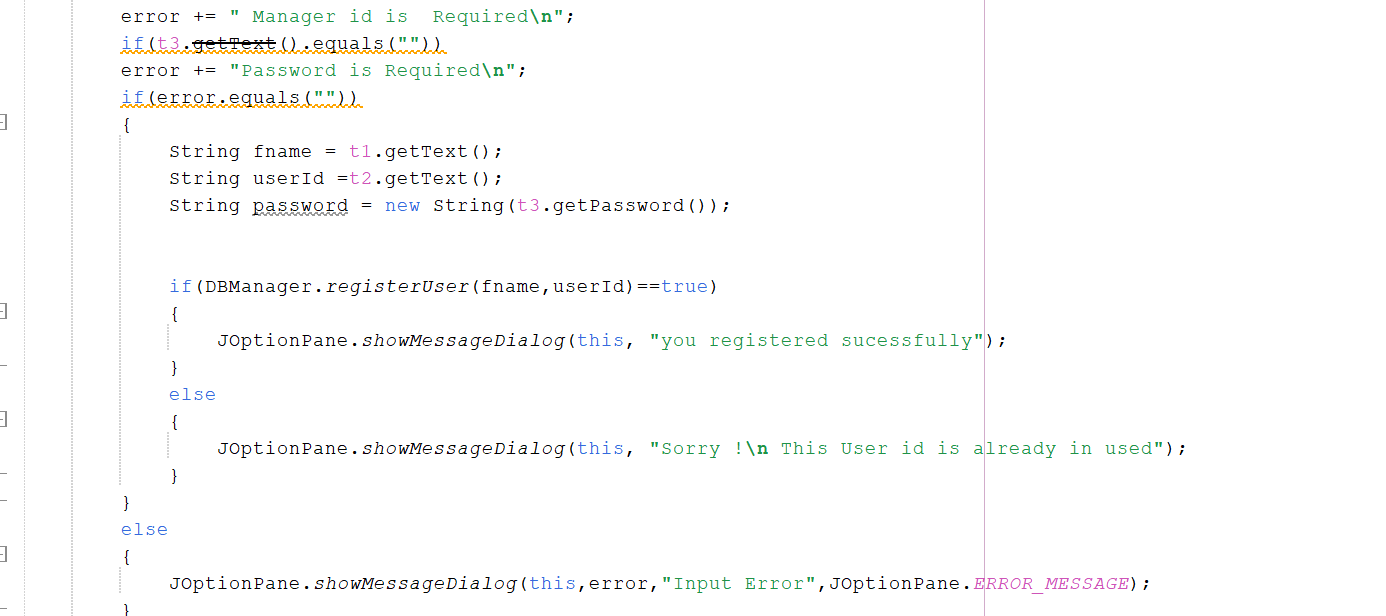 error += " Manager id is  Required\n";
if(t3.getText().equals(""))
error += "Password is Required\n";
if(error.equals(""))
{
String fname = t1.getText();
String userId =t2.getText();
String password = new String(t3.getPassword());
if(DBManager.registerUser(fname,userId)==true)
{
JOptionPane.showMessageDialog(this, "you registered sucessfully");
}
else
{
JOptionPane.showMessageDialog(this, "Sorry !\n This User id is already in used");
}
}
else
{
JOptionPane.showMessageDialog(this,error,"Input Error",JOptionPane.ERROR_MESSAGE);
}